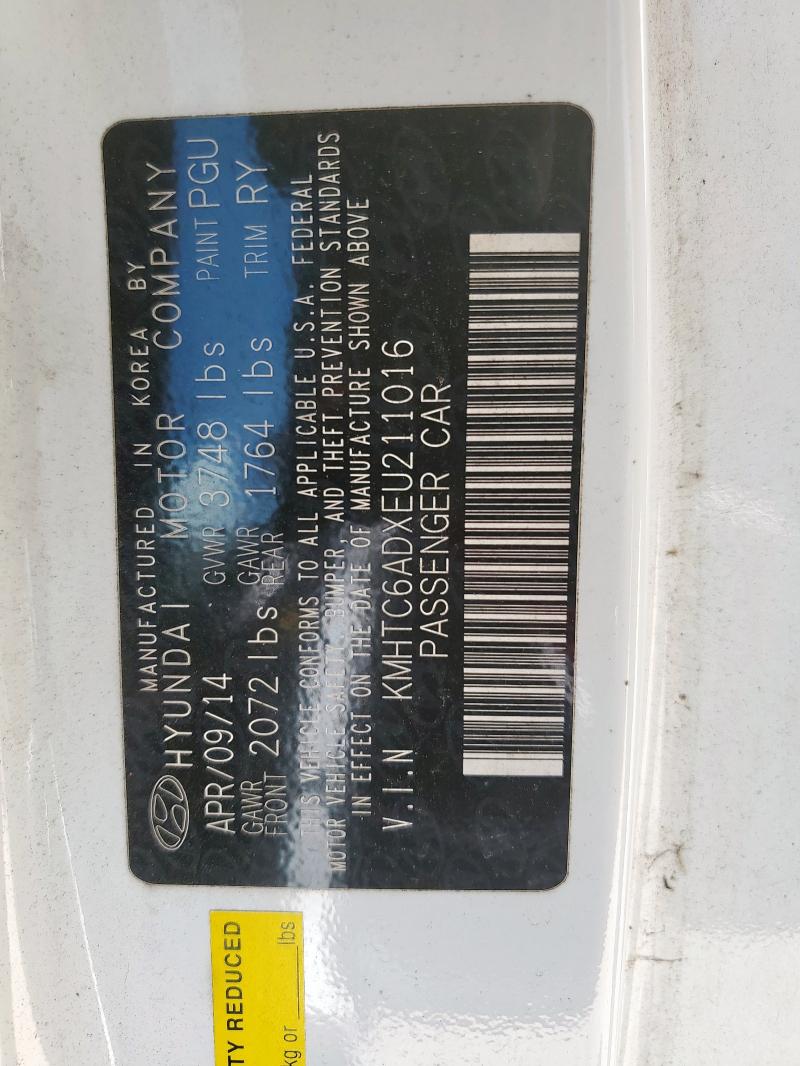 MANUFACTURED IN KOREA BY
HYUNDAI MOTOR COMPANY
APR/09/14 GVWR 3748 lbs PAINT PGU
GAWR FRONT 2072 lbs GAWR REAR 1764 lbs TRIM RY
THIS VEHICLE CONFORMS TO ALL APPLICABLE U.S.A. FEDERAL
MOTOR VEHICLE SAFETY, BUMPER, AND THEFT PREVENTION STANDARDS
IN EFFECT ON THE DATE OF MANUFACTURE SHOWN ABOVE
V.I.N KMHTC6ADXEU211016
PASSENGER CAR
TY REDUCED
kg or ____ lbs